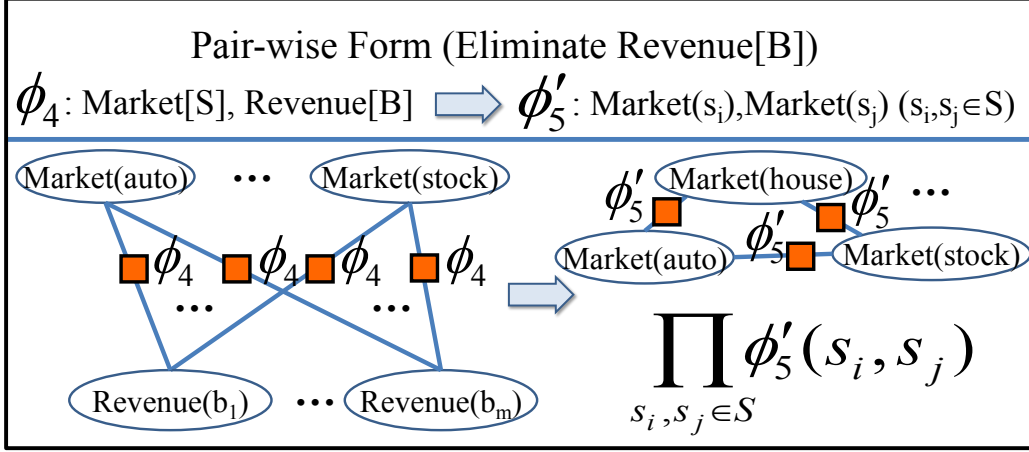 Pair-wise Form (Eliminate Revenue[B])
ϕ₄: Market[S], Revenue[B]
ϕ′₅: Market(sᵢ),Market(sⱼ) (sᵢ,sⱼ∈S)
Market(auto) ••• Market(stock)
ϕ₄ ϕ₄ ϕ₄ ϕ₄
••• •••
Revenue(b₁) ••• Revenue(bₘ)
Market(house) •••
ϕ′₅ ϕ′₅
ϕ′₅
Market(auto) Market(stock)
∏ ϕ′₅(sᵢ, sⱼ)
sᵢ, sⱼ∈S